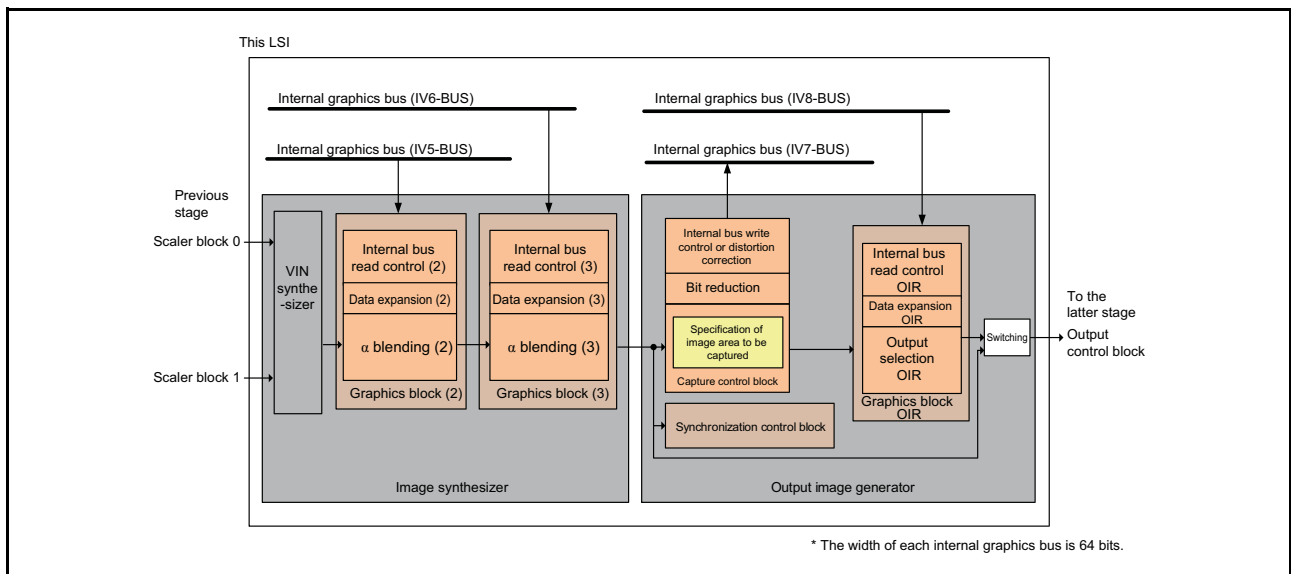 This LSI
Internal graphics bus (IV6-BUS)
Internal graphics bus (IV8-BUS)
Internal graphics bus (IV5-BUS)
Internal graphics bus (IV7-BUS)
Previous
stage
Scaler block 0
Scaler block 1
VIN
synthe
-sizer
Internal bus
read control (2)
Data expansion (2)
α blending (2)
Graphics block (2)
Internal bus
read control (3)
Data expansion (3)
α blending (3)
Graphics block (3)
Image synthesizer
Internal bus write
control or distortion
correction
Bit reduction
Specification of
image area to be
captured
Capture control block
Synchronization control block
Internal bus
read control
OIR
Data expansion
OIR
Output
selection
OIR
Graphics block
OIR
Switching
Output image generator
To the
latter stage
Output
control block
* The width of each internal graphics bus is 64 bits.